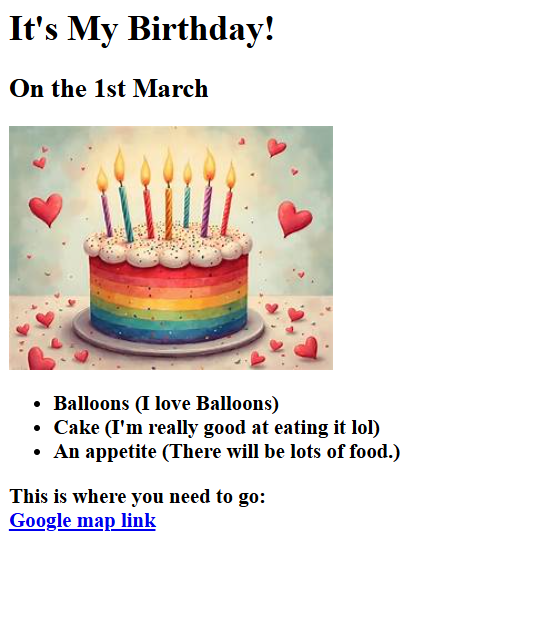 It's My Birthday!
On the 1st March
Balloons (I love Balloons)
Cake (I'm really good at eating it lol)
An appetite (There will be lots of food.)
This is where you need to go:
Google map link